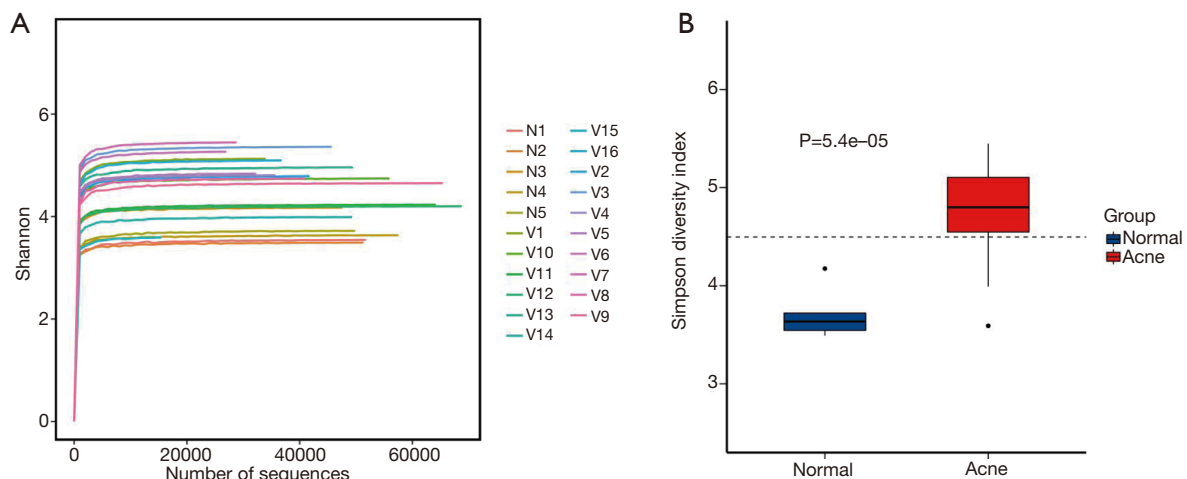 A
Shannon
6
4
2
0
0
20000
40000
60000
Number of sequences
N1
N2
N3
N4
N5
V1
V10
V11
V12
V13
V14
V15
V16
V2
V3
V4
V5
V6
V7
V8
V9
B
Simpson diversity index
6
5
4
3
P=5.4e–05
Normal
Acne
Group
Normal
Acne